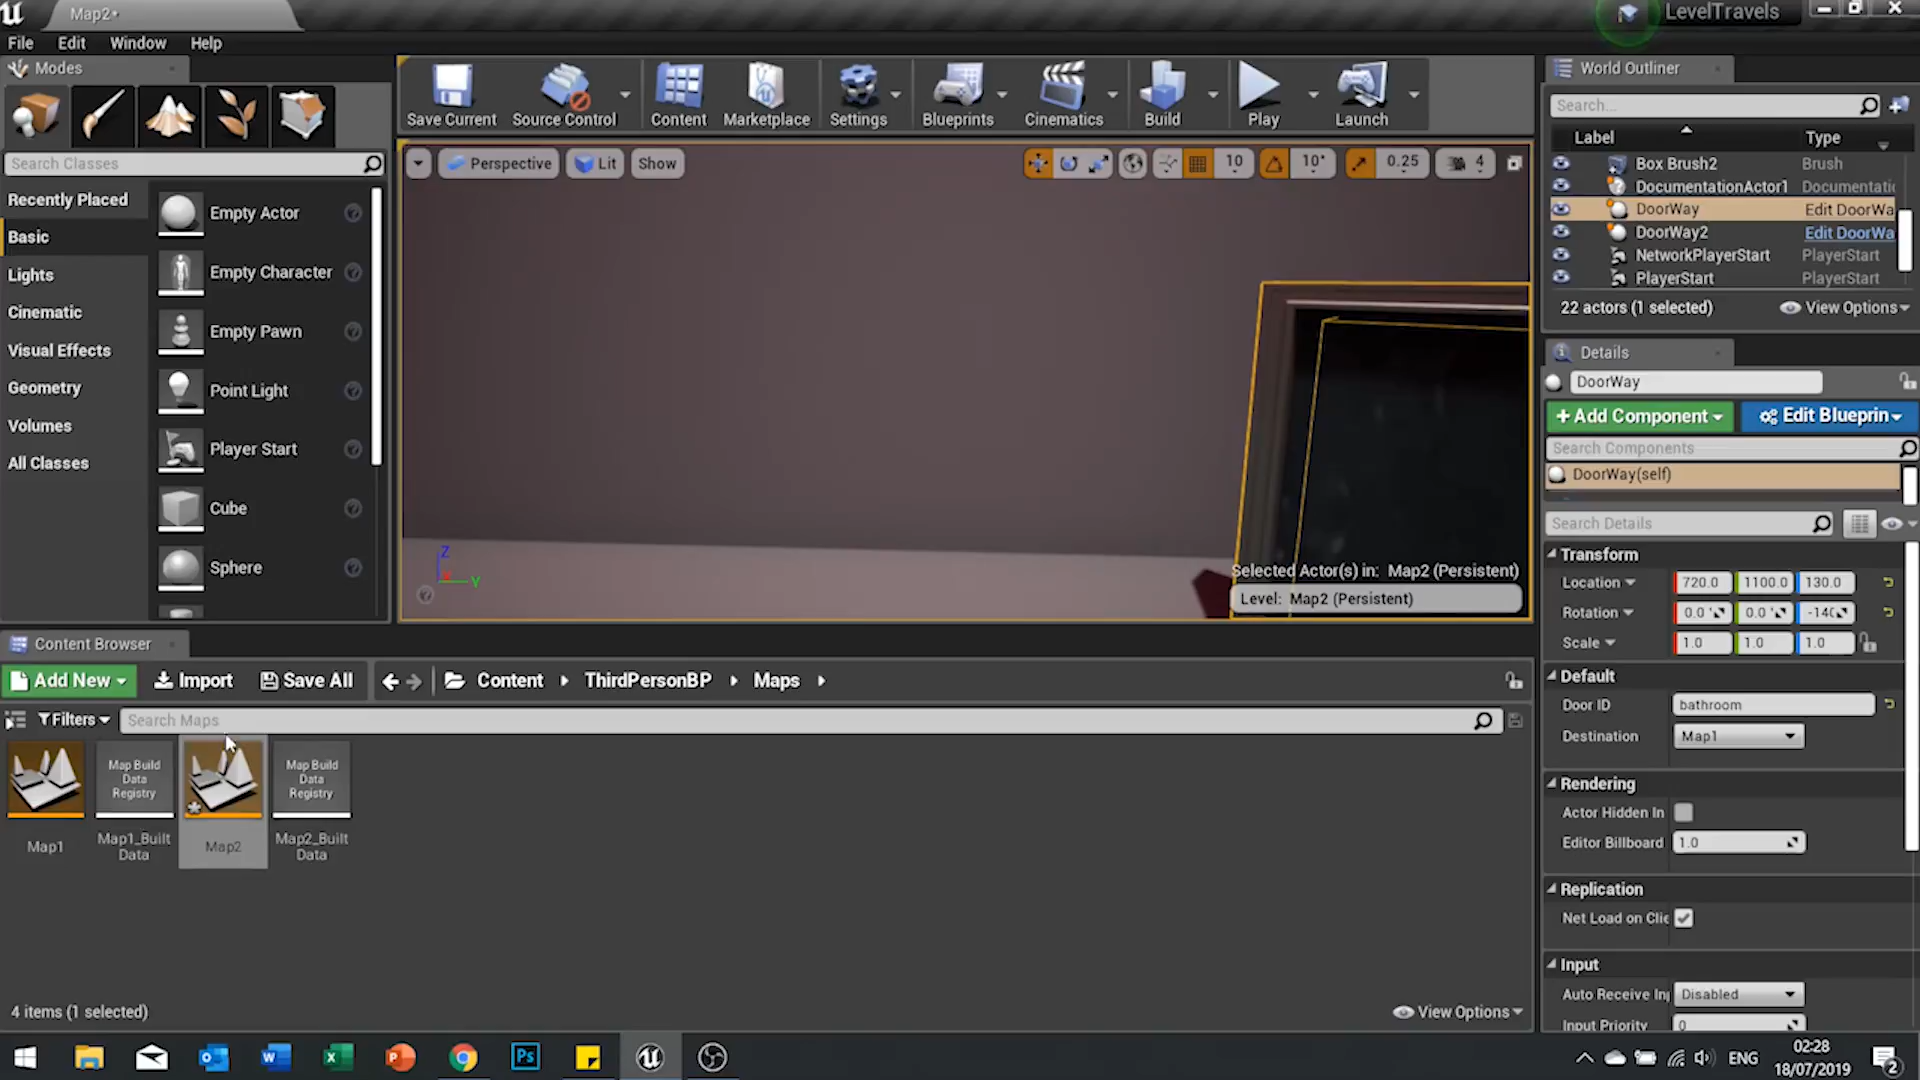 Map2*
LevelTravels
File Edit Window Help
Modes
Save Current
Source Control
Content
Marketplace
Settings
Blueprints
Cinematics
Build
Play
Launch
Search Classes
Recently Placed
Basic
Lights
Cinematic
Visual Effects
Geometry
Volumes
All Classes
Empty Actor
Empty Character
Empty Pawn
Point Light
Player Start
Cube
Sphere
Perspective
Lit
Show
10
10°
0.25
4
Z
Y
Selected Actor(s) in: Map2 (Persistent)
Level: Map2 (Persistent)
World Outliner
Search...
Label Type
Box Brush2 Brush
DocumentationActor1 Documentatic
DoorWay Edit DoorWa
DoorWay2 Edit DoorWa
NetworkPlayerStart PlayerStart
PlayerStart PlayerStart
22 actors (1 selected) View Options
Details
DoorWay
+ Add Component Edit Blueprin
Search Components
DoorWay(self)
Search Details
Transform
Location 720.0 1100.0 130.0
Rotation 0.0 ° 0.0 ° -140
Scale 1.0 1.0 1.0
Default
Door ID bathroom
Destination Map1
Rendering
Actor Hidden In
Editor Billboard 1.0
Replication
Net Load on Clie
Input
Auto Receive Inp Disabled
Input Priority 0
Content Browser
Add New Import Save All Content ThirdPersonBP Maps
Filters Search Maps
Map Build
Data
Registry
Map Build
Data
Registry
Map1
Map1_Built
Data
Map2
Map2_Built
Data
4 items (1 selected)
View Options
ENG
02:28
18/07/2019
2